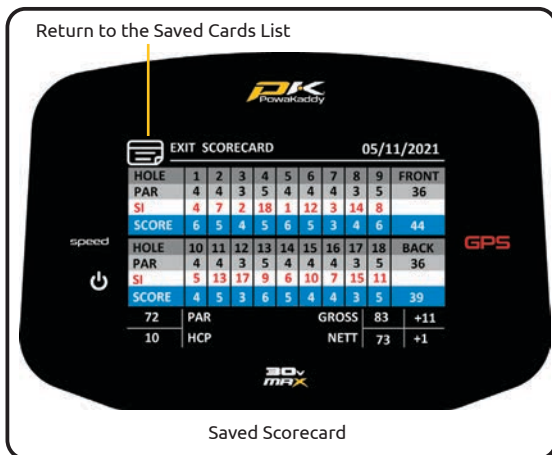 Return to the Saved Cards List
PK
PowaKaddy
EXIT SCORECARD 05/11/2021
HOLE 1 2 3 4 5 6 7 8 9 FRONT
PAR 4 4 3 5 4 4 4 3 5 36
SI 4 7 2 18 1 12 3 14 8
SCORE 6 5 4 5 6 5 3 4 6 44
speed
GPS
HOLE 10 11 12 13 14 15 16 17 18 BACK
PAR 4 4 3 5 4 4 4 3 5 36
SI 5 13 17 9 6 10 7 15 11
SCORE 4 5 3 6 5 4 4 3 5 39
72 PAR GROSS 83 +11
10 HCP NETT 73 +1
30v
MAX
Saved Scorecard